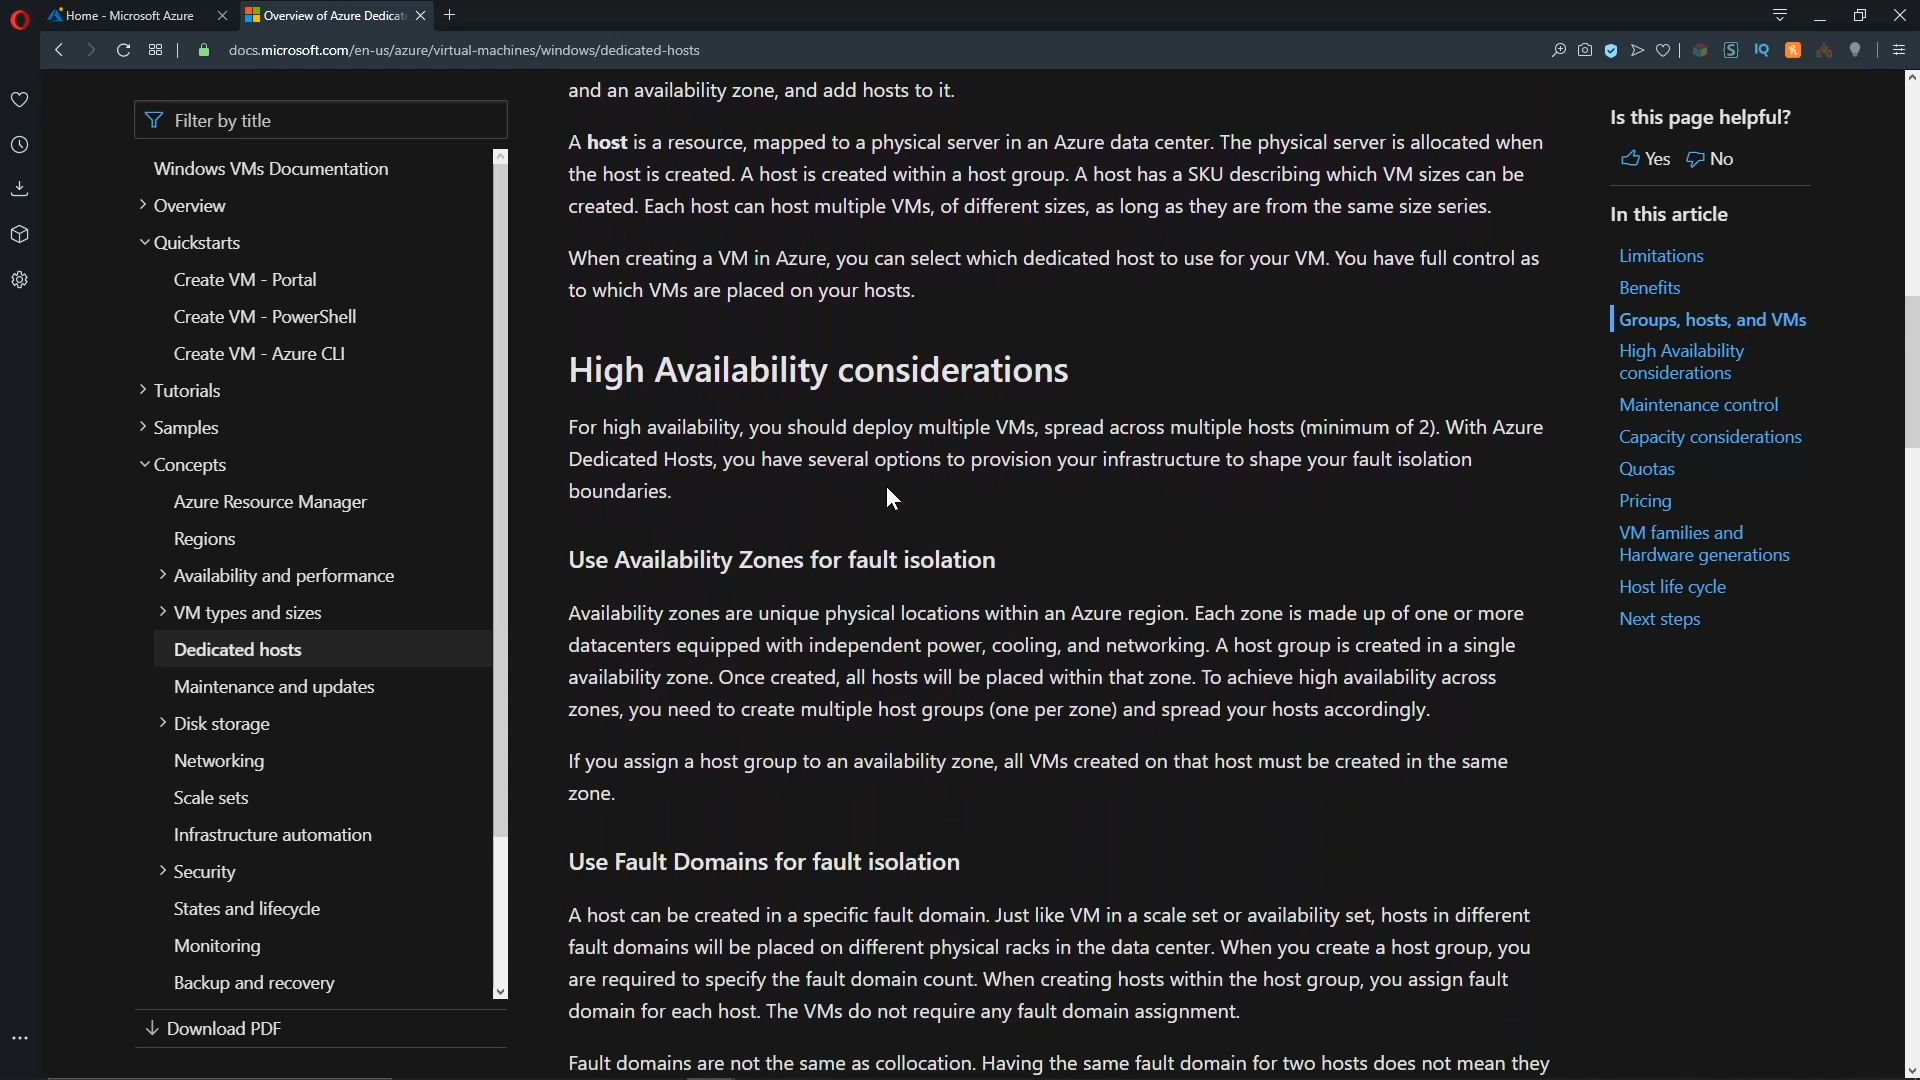 Home - Microsoft Azure
Overview of Azure Dedicat
docs.microsoft.com/en-us/azure/virtual-machines/windows/dedicated-hosts
IQ
Filter by title
Windows VMs Documentation
Overview
Quickstarts
Create VM - Portal
Create VM - PowerShell
Create VM - Azure CLI
Tutorials
Samples
Concepts
Azure Resource Manager
Regions
Availability and performance
VM types and sizes
Dedicated hosts
Maintenance and updates
Disk storage
Networking
Scale sets
Infrastructure automation
Security
States and lifecycle
Monitoring
Backup and recovery
Download PDF
and an availability zone, and add hosts to it.
A host is a resource, mapped to a physical server in an Azure data center. The physical server is allocated when
the host is created. A host is created within a host group. A host has a SKU describing which VM sizes can be
created. Each host can host multiple VMs, of different sizes, as long as they are from the same size series.
When creating a VM in Azure, you can select which dedicated host to use for your VM. You have full control as
to which VMs are placed on your hosts.
High Availability considerations
For high availability, you should deploy multiple VMs, spread across multiple hosts (minimum of 2). With Azure
Dedicated Hosts, you have several options to provision your infrastructure to shape your fault isolation
boundaries.
Use Availability Zones for fault isolation
Availability zones are unique physical locations within an Azure region. Each zone is made up of one or more
datacenters equipped with independent power, cooling, and networking. A host group is created in a single
availability zone. Once created, all hosts will be placed within that zone. To achieve high availability across
zones, you need to create multiple host groups (one per zone) and spread your hosts accordingly.
If you assign a host group to an availability zone, all VMs created on that host must be created in the same
zone.
Use Fault Domains for fault isolation
A host can be created in a specific fault domain. Just like VM in a scale set or availability set, hosts in different
fault domains will be placed on different physical racks in the data center. When you create a host group, you
are required to specify the fault domain count. When creating hosts within the host group, you assign fault
domain for each host. The VMs do not require any fault domain assignment.
Fault domains are not the same as collocation. Having the same fault domain for two hosts does not mean they
Is this page helpful?
Yes No
In this article
Limitations
Benefits
Groups, hosts, and VMs
High Availability
considerations
Maintenance control
Capacity considerations
Quotas
Pricing
VM families and
Hardware generations
Host life cycle
Next steps